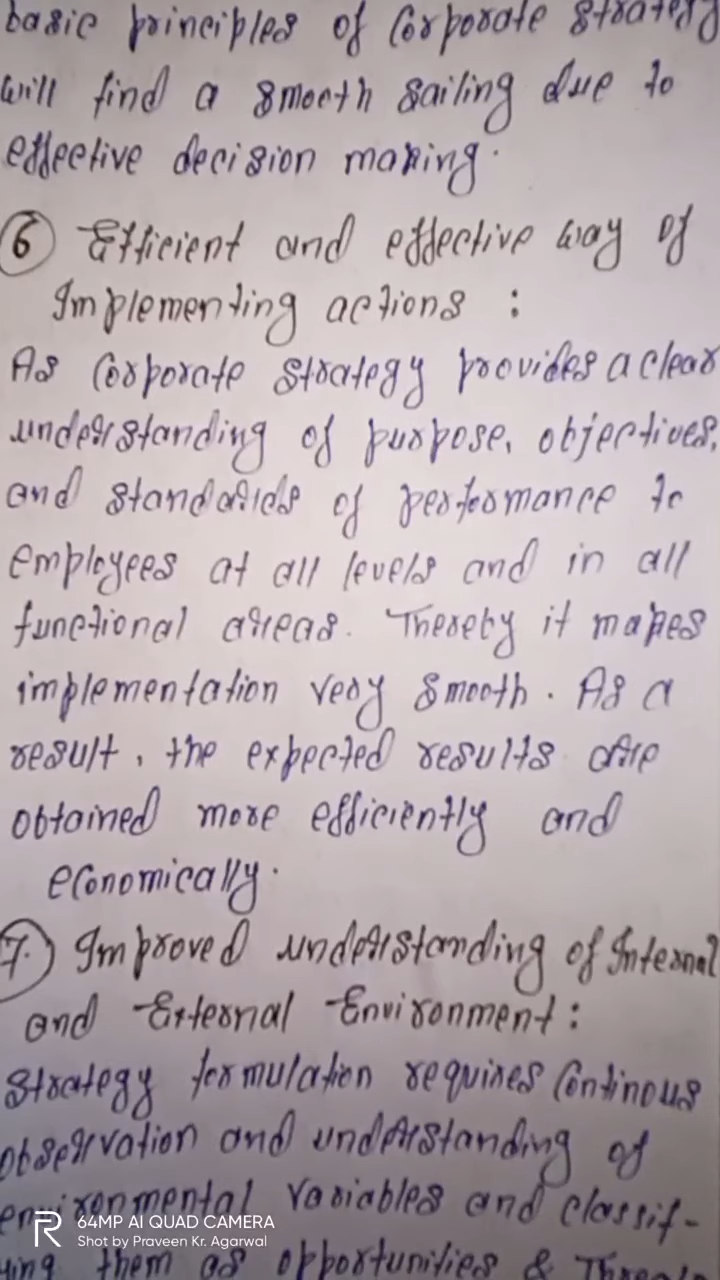 basic principles of Corporate Strategy
will find a smooth sailing due to
effective decision making.
6 Efficient and effective way of
Implementing actions :
As Corporate Strategy provides a clear
understanding of purpose, objectives,
and standards of performance to
employees at all levels and in all
functional areas. Thereby it makes
implementation very smooth. As a
result, the expected results are
obtained more efficiently and
economically.
7. Improved understanding of Internal
and External Environment :
Strategy formulation requires Continous
observation and understanding of
environmental variables and classif-
ying them as opportunities & Threats
64MP AI QUAD CAMERA
Shot by Praveen Kr. Agarwal